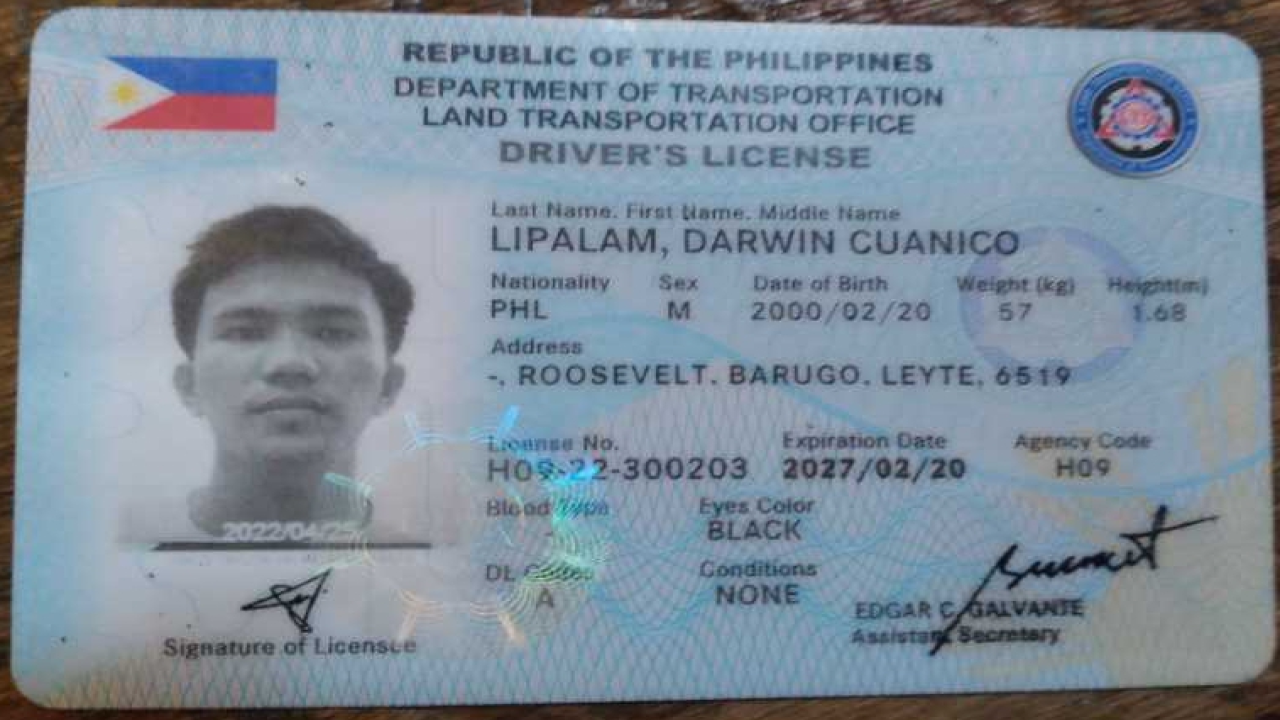 REPUBLIC OF THE PHILIPPINES
DEPARTMENT OF TRANSPORTATION
LAND TRANSPORTATION OFFICE
DRIVER'S LICENSE
Last Name. First Name. Middle Name
LIPALAM, DARWIN CUANICO
Nationality Sex Date of Birth Weight (kg) Height(m)
PHL M 2000/02/20 57 1.68
Address
-, ROOSEVELT. BARUGO. LEYTE, 6519
License No. Expiration Date Agency Code
H09-22-300203 2027/02/20 H09
Blood Type Eyes Color
- BLACK
DL Codes Conditions
A NONE
2022/04/25
EDGAR C. GALVANTE
Assistant Secretary
Signature of Licensee